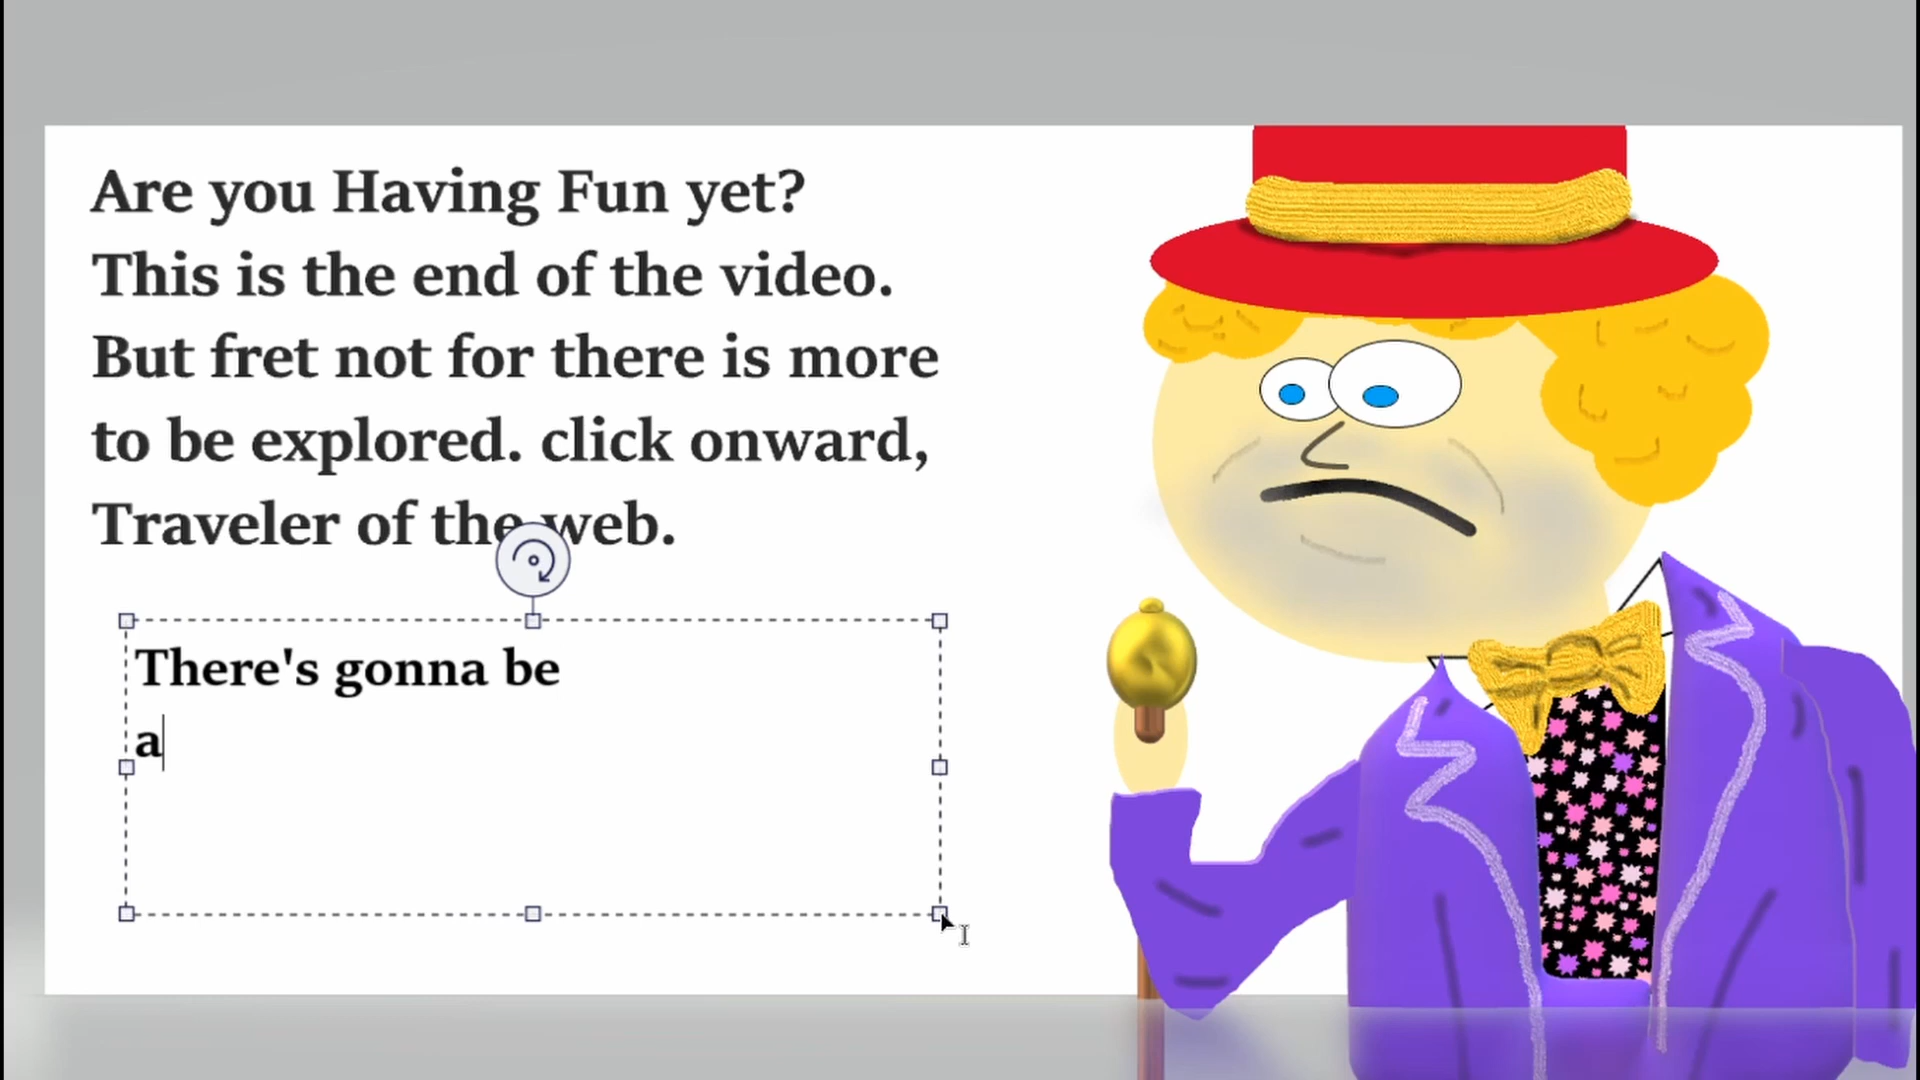 Are you Having Fun yet?
This is the end of the video.
But fret not for there is more
to be explored. click onward,
Traveler of the web.
There's gonna be
a